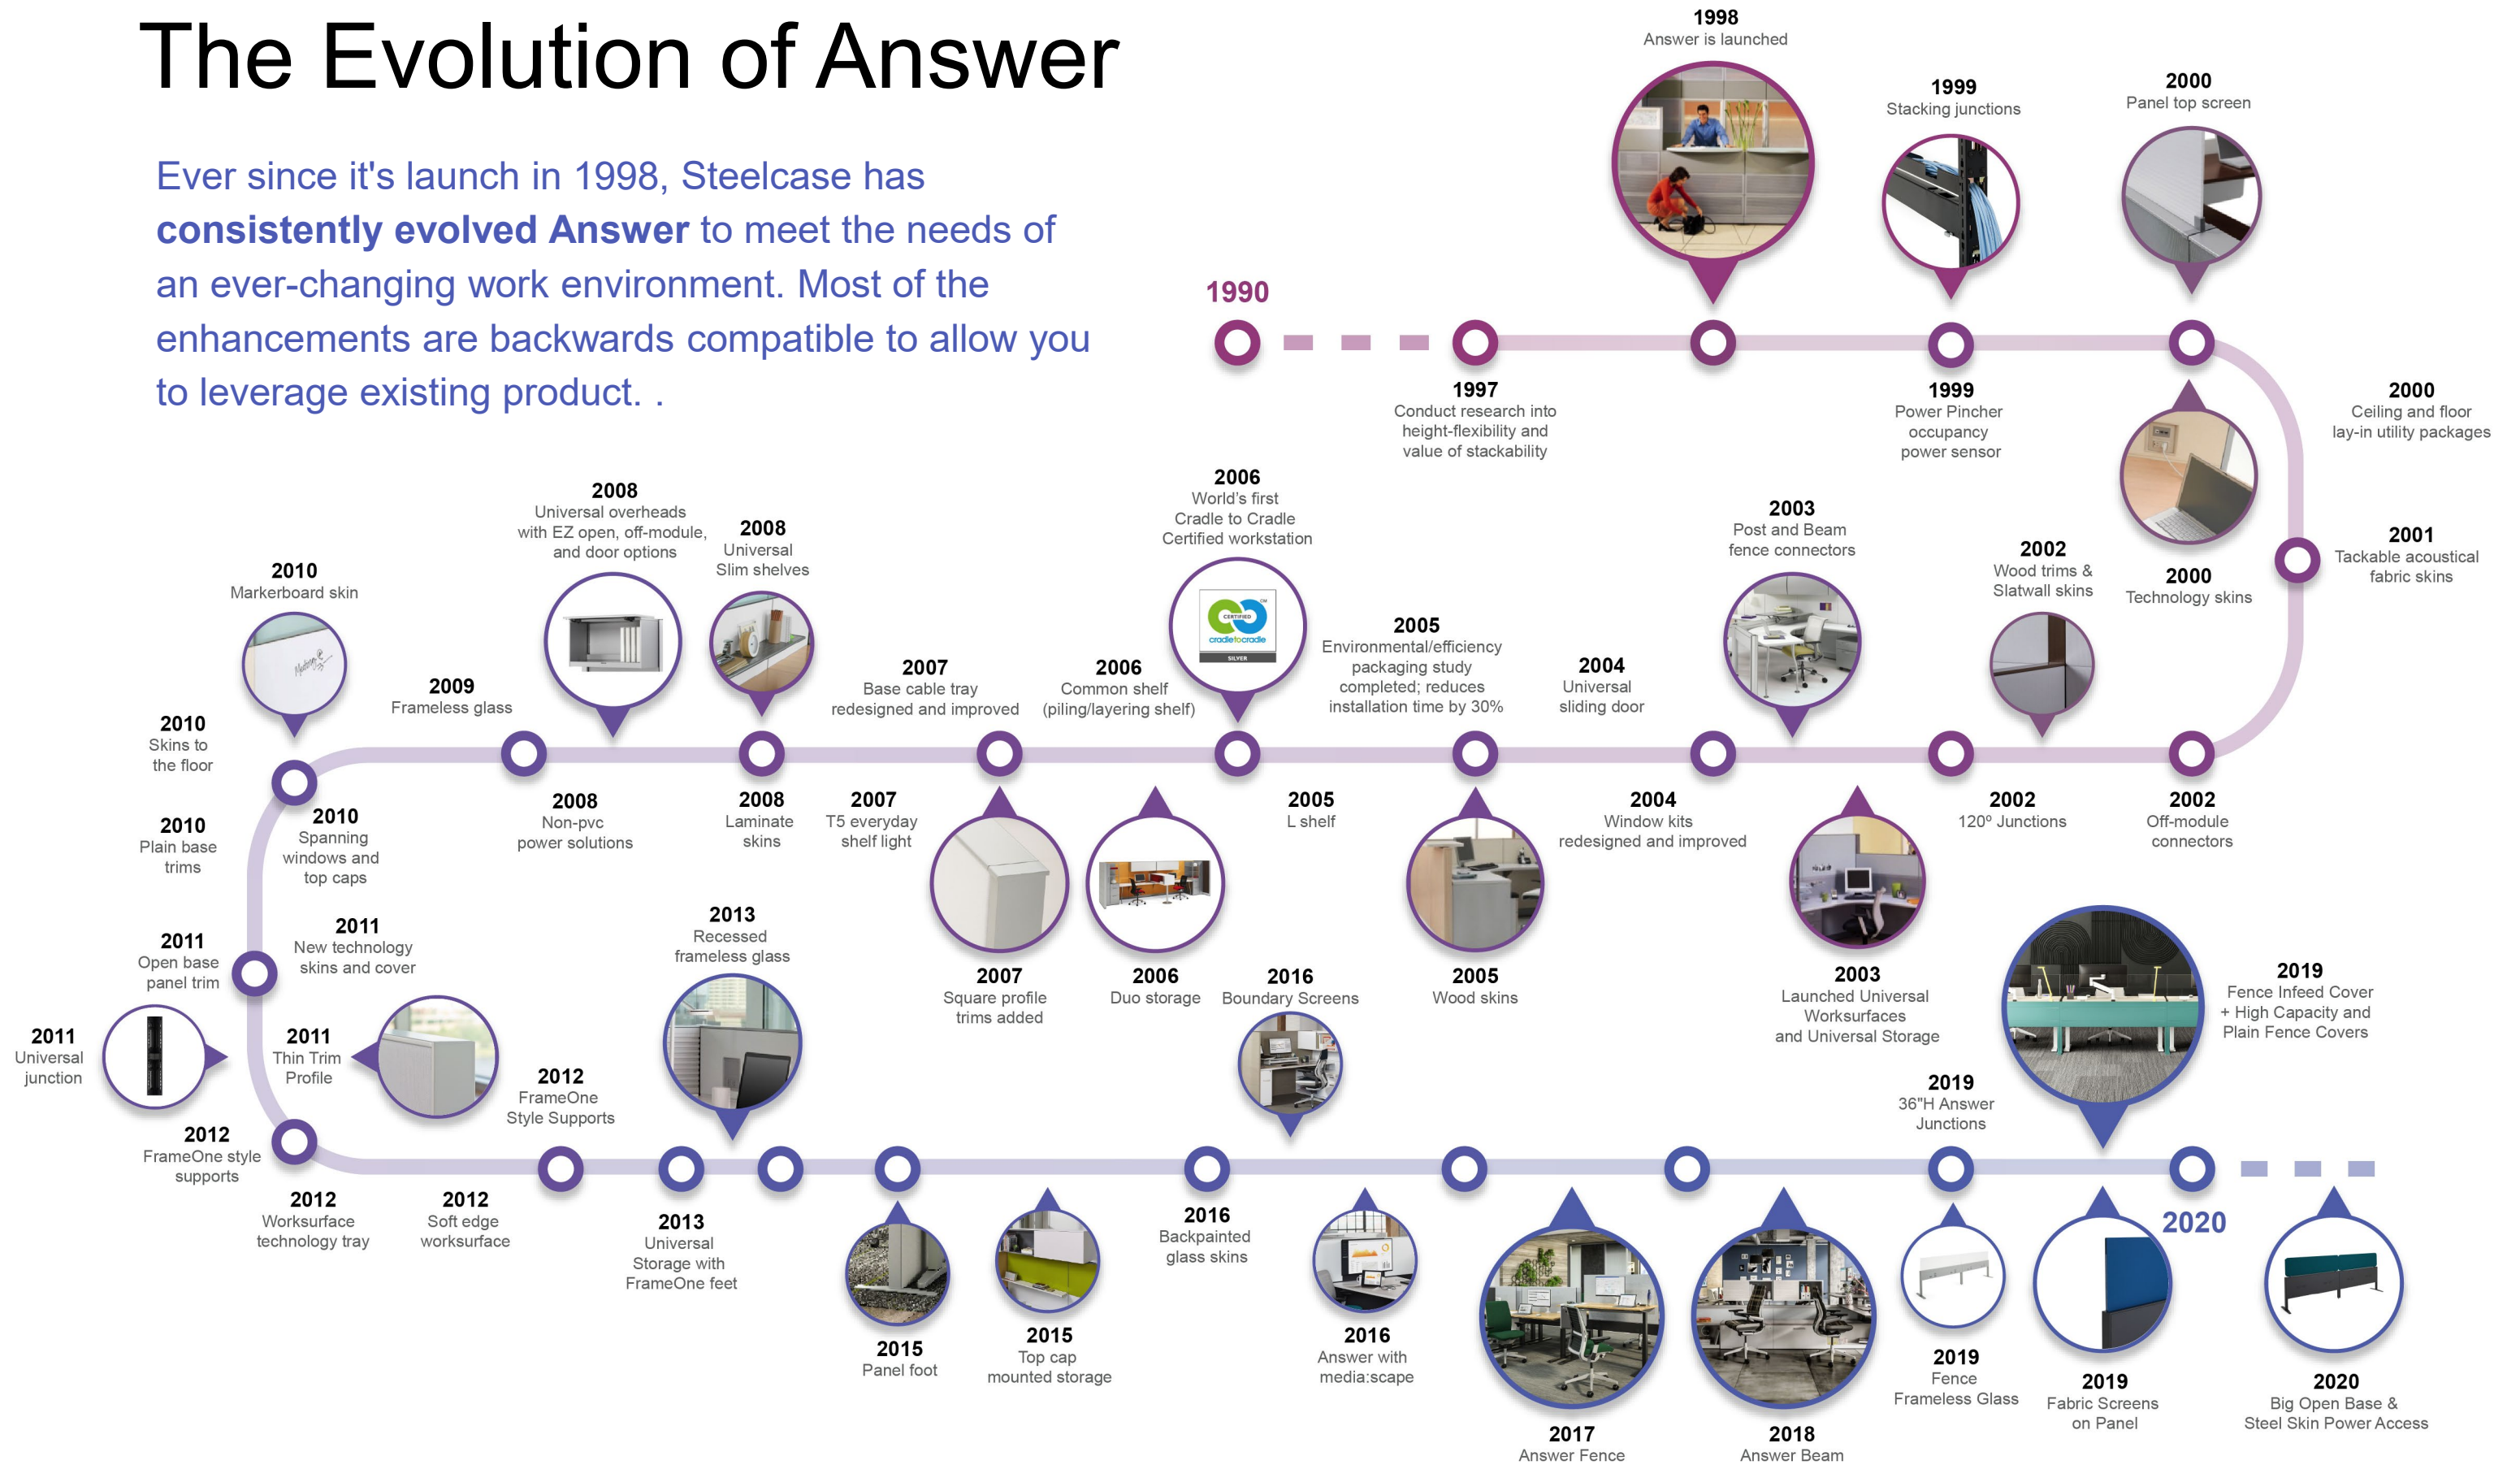 The Evolution of Answer
Ever since it's launch in 1998, Steelcase has
consistently evolved Answer to meet the needs of
an ever-changing work environment. Most of the
enhancements are backwards compatible to allow you
to leverage existing product. .
1990
1997
Conduct research into
height-flexibility and
value of stackability
1998
Answer is launched
1999
Stacking junctions
1999
Power Pincher
occupancy
power sensor
2000
Panel top screen
2000
Ceiling and floor
lay-in utility packages
2000
Technology skins
2001
Tackable acoustical
fabric skins
2002
Off-module
connectors
2002
Wood trims &
Slatwall skins
2002
120º Junctions
2003
Launched Universal
Worksurfaces
and Universal Storage
2003
Post and Beam
fence connectors
2004
Universal
sliding door
2004
Window kits
redesigned and improved
2005
Environmental/efficiency
packaging study
completed; reduces
installation time by 30%
2005
Wood skins
2005
L shelf
2006
World's first
Cradle to Cradle
Certified workstation
CERTIFIED
cradletocradle
SILVER
2006
Common shelf
(piling/layering shelf)
2006
Duo storage
2007
Base cable tray
redesigned and improved
2007
Square profile
trims added
2007
T5 everyday
shelf light
2008
Universal
Slim shelves
2008
Laminate
skins
2008
Universal overheads
with EZ open, off-module,
and door options
2008
Non-pvc
power solutions
2009
Frameless glass
2010
Markerboard skin
2010
Skins to
the floor
2010
Spanning
windows and
top caps
2010
Plain base
trims
2011
Open base
panel trim
2011
New technology
skins and cover
2011
Universal
junction
2011
Thin Trim
Profile
2012
FrameOne style
supports
2012
Worksurface
technology tray
2012
Soft edge
worksurface
2012
FrameOne
Style Supports
2013
Universal
Storage with
FrameOne feet
2013
Recessed
frameless glass
2015
Panel foot
2015
Top cap
mounted storage
2016
Backpainted
glass skins
2016
Boundary Screens
2016
Answer with
media:scape
2017
Answer Fence
2018
Answer Beam
2019
36"H Answer
Junctions
2019
Fence
Frameless Glass
2019
Fence Infeed Cover
+ High Capacity and
Plain Fence Covers
2019
Fabric Screens
on Panel
2020
2020
Big Open Base &
Steel Skin Power Access